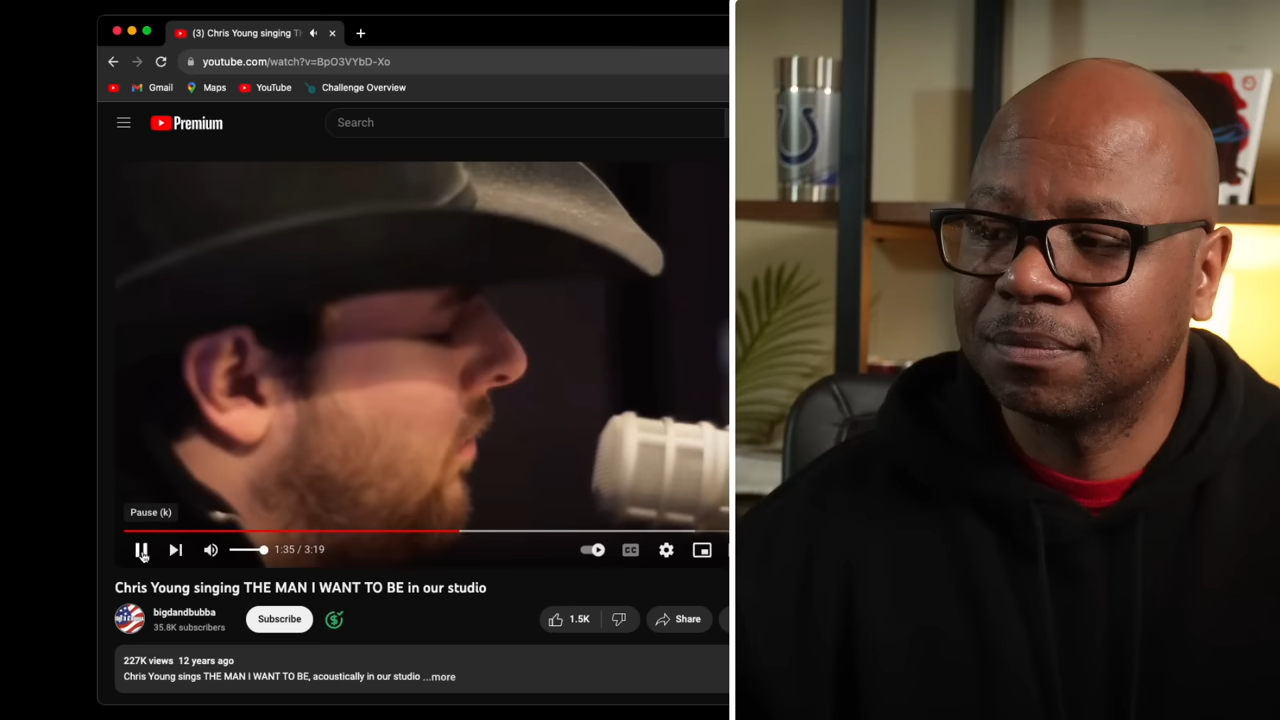 (3) Chris Young singing TH
youtube.com/watch?v=BpO3VYbD-Xo
Gmail
Maps
YouTube
Challenge Overview
Premium
Search
Pause (k)
1:35 / 3:19
CC
Chris Young singing THE MAN I WANT TO BE in our studio
bigdandbubba
35.8K subscribers
Subscribe
1.5K
Share
227K views 12 years ago
Chris Young sings THE MAN I WANT TO BE, acoustically in our studio ...more